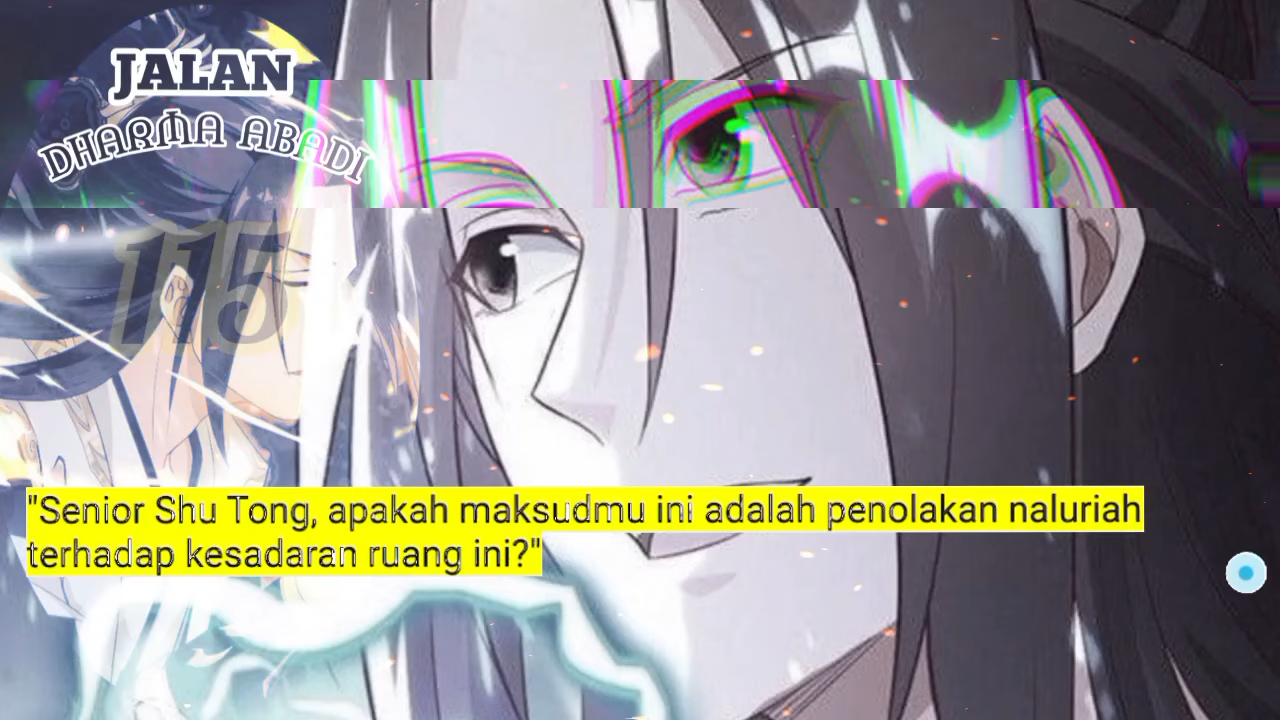 JALAN
DHARMA ABADI
115
"Senior Shu Tong, apakah maksudmu ini adalah penolakan naluriah
terhadap kesadaran ruang ini?"